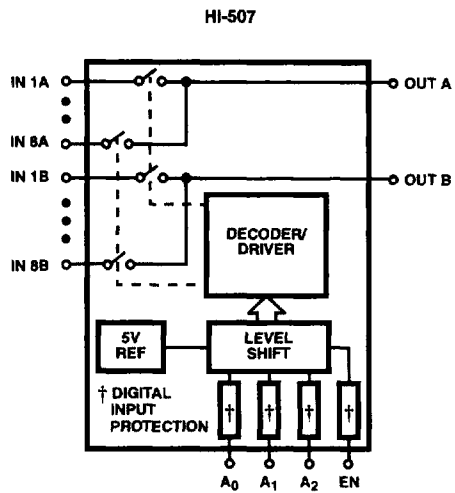 HI-507
IN 1A
OUT A
IN 8A
IN 1B
OUT B
IN 8B
DECODER/
DRIVER
5V
REF
LEVEL
SHIFT
† DIGITAL
INPUT
PROTECTION
† † † †
A0 A1 A2 EN